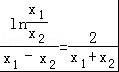 ln x₁/x₂ / (x₁ − x₂) = 2 / (x₁+x₂)